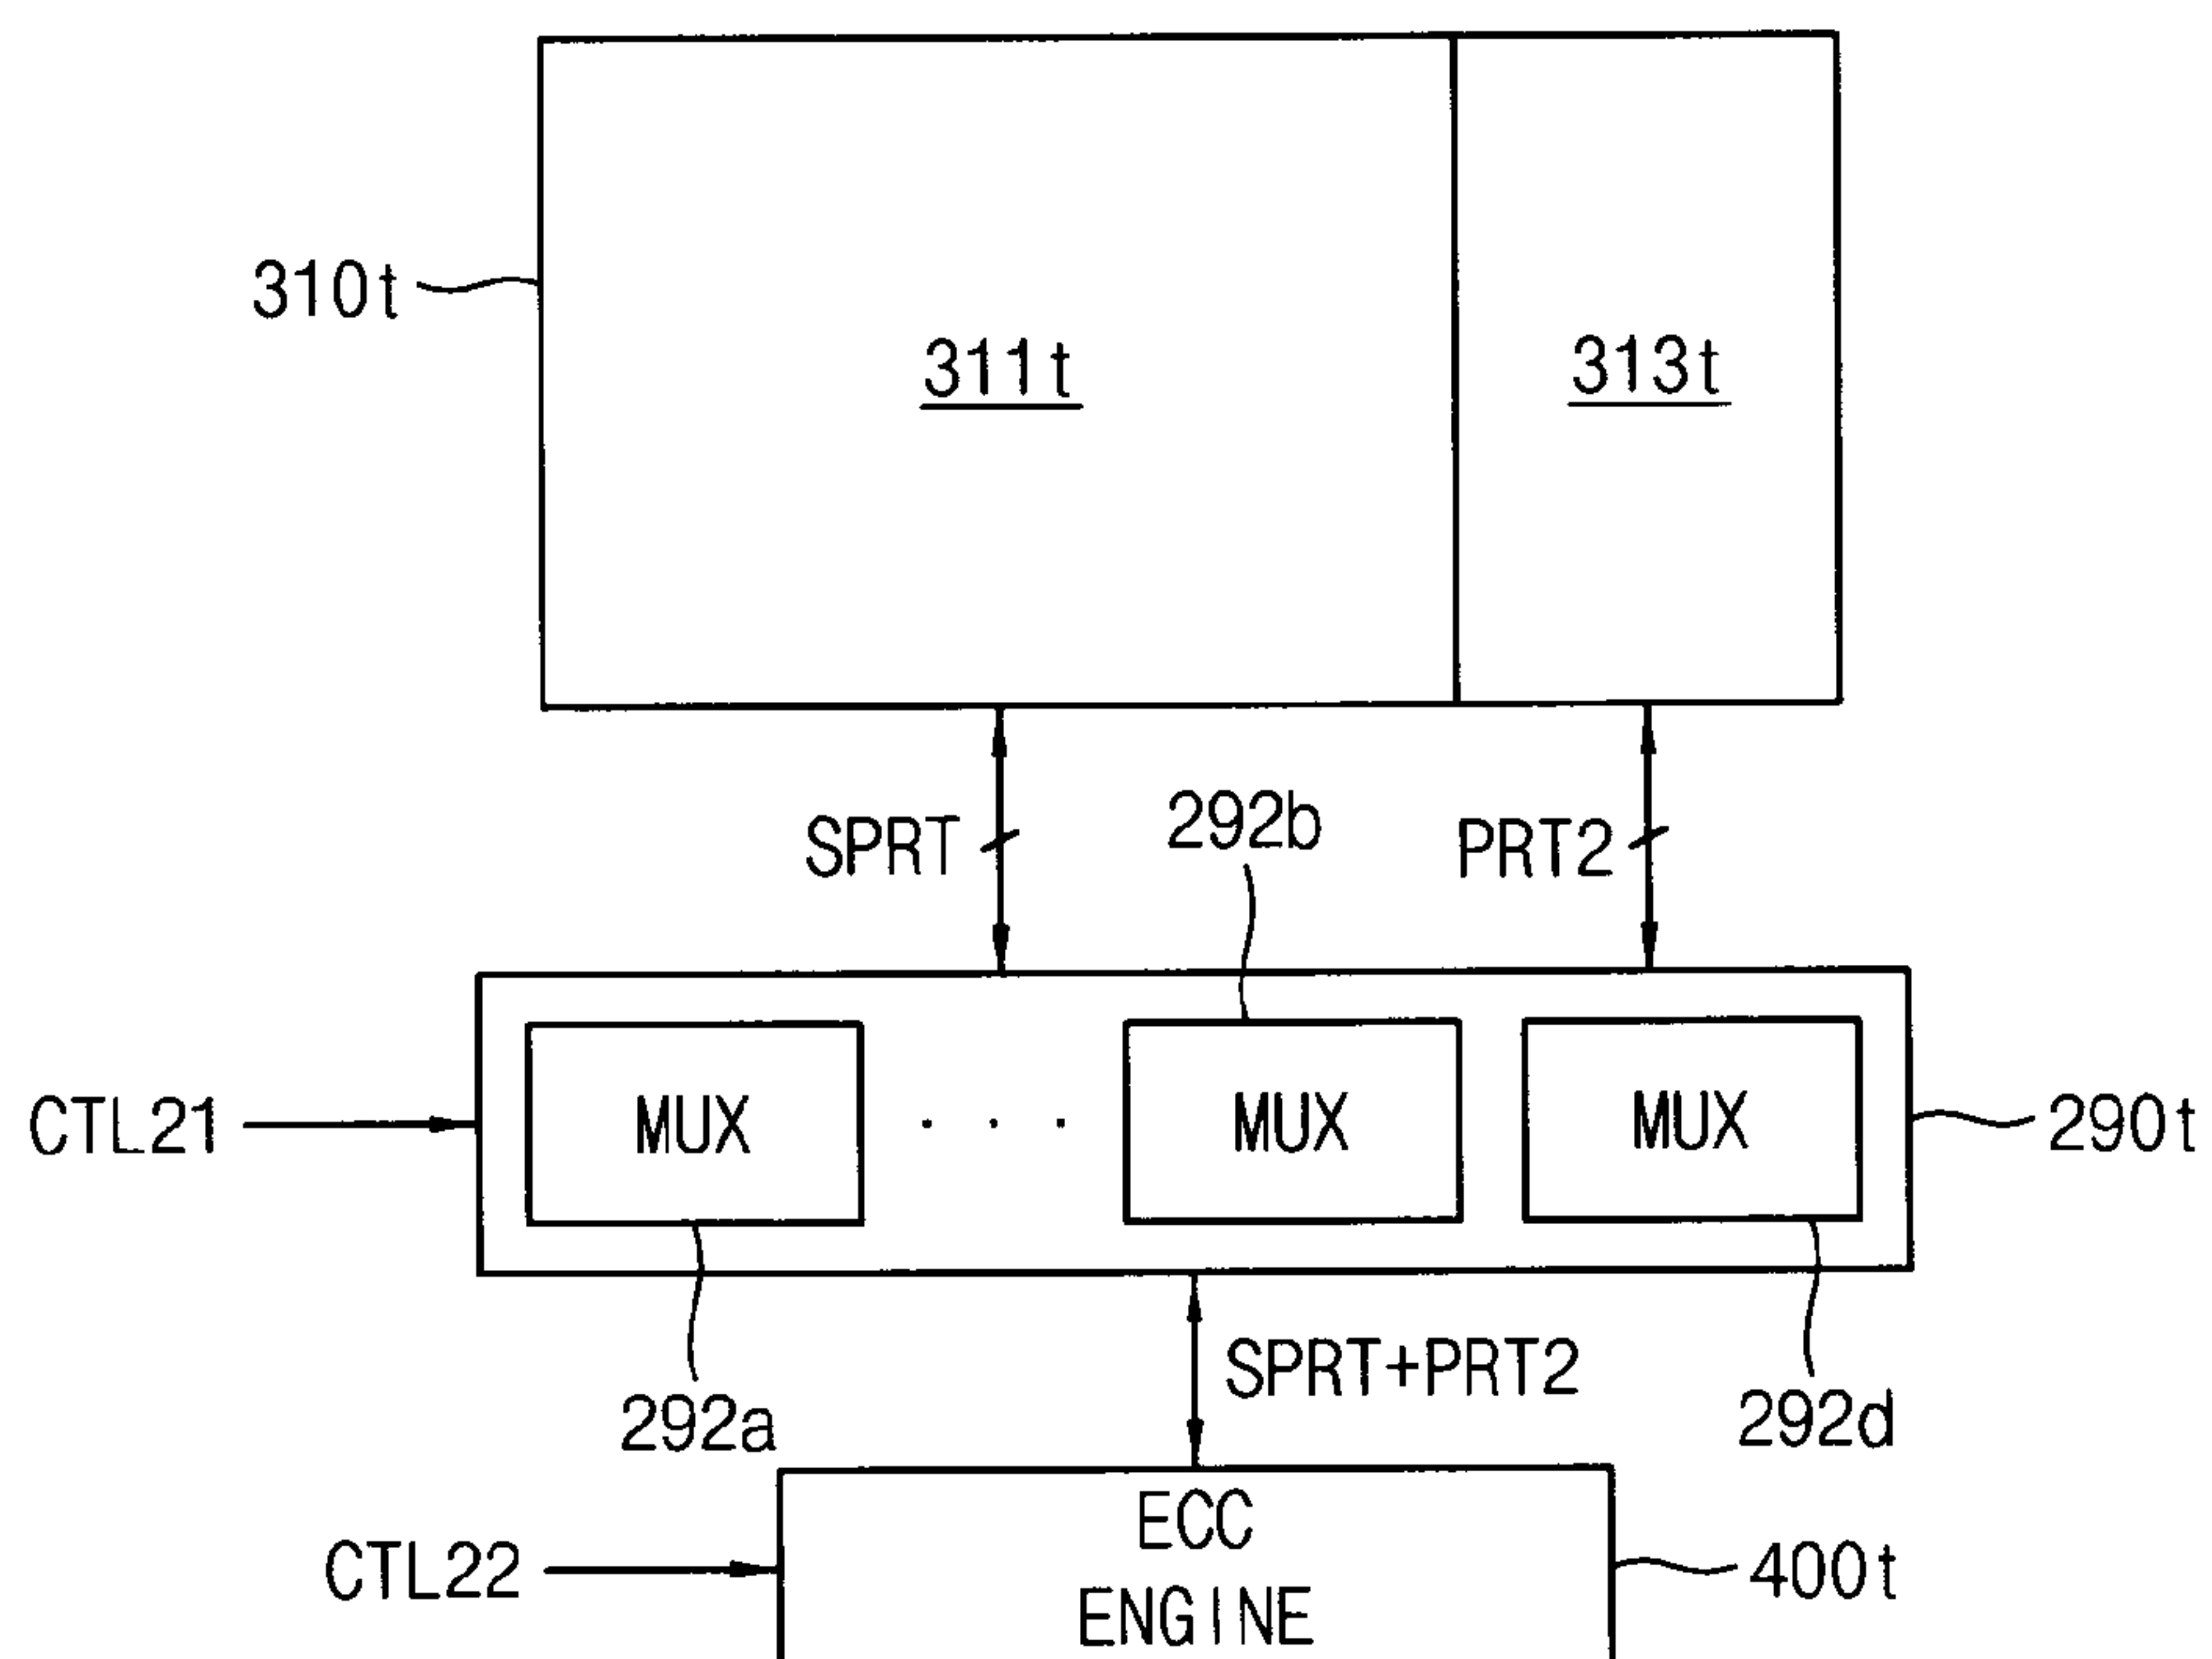 310t
311t
313t
SPRT
292b
PRT2
CTL21
MUX
. . .
MUX
MUX
290t
SPRT+PRT2
292a
292d
CTL22
ECC
ENGINE
400t